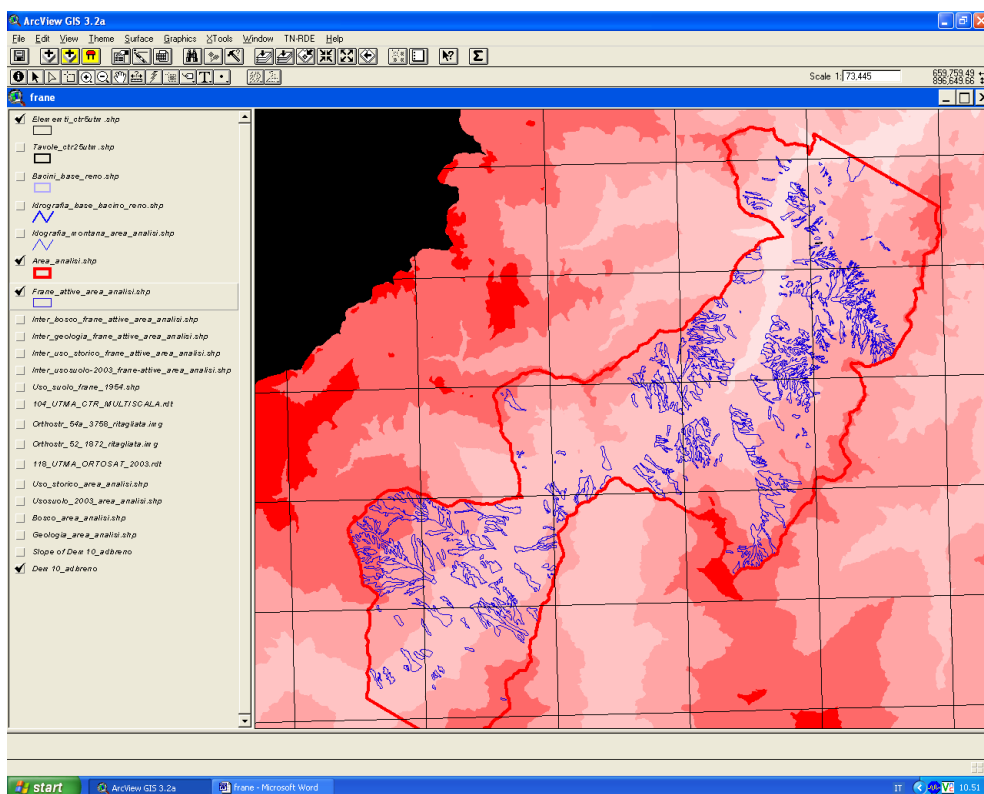 ArcView GIS 3.2a
File Edit View Theme Surface Graphics XTools Window TN-RDE Help
Scale 1: 73,445
659,759.49
896,649.66
frane
Elementi_ctr5utm.shp
Tavole_ctr25utm.shp
Bacini_base_reno.shp
Idrografia_base_bacino_reno.shp
Idografia_montana_area_analisi.shp
Area_analisi.shp
Frane_attive_area_analisi.shp
Inter_bosco_frane_attive_area_analisi.shp
Inter_geologia_frane_attive_area_analisi.shp
Inter_uso_storico_frane_attive_area_analisi.shp
Inter_usosuolo-2003_frane-attive_area_analisi.shp
Uso_suolo_frane_1954.shp
104_UTMA_CTR_MULTISCALA.rdt
Orthostr_54a_3758_ritagliata.img
Orthostr_52_1872_ritagliata.img
118_UTMA_ORTOSAT_2003.rdt
Uso_storico_area_analisi.shp
Usosuolo_2003_area_analisi.shp
Bosco_area_analisi.shp
Geologia_area_analisi.shp
Slope of Dem 10_adbreno
Dem 10_adbreno
start
ArcView GIS 3.2a
frane - Microsoft Word
IT
10.51